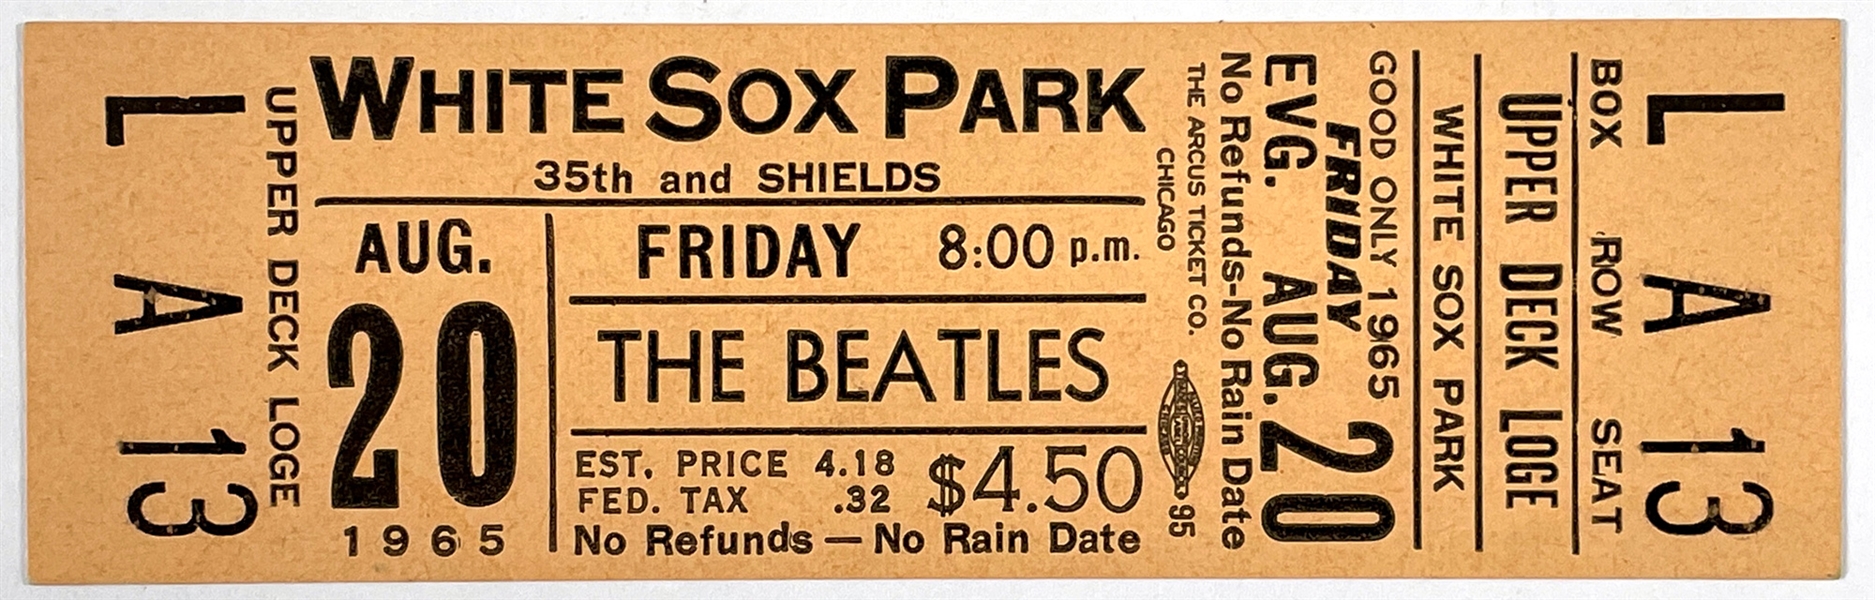 L A 13
UPPER DECK LOGE
WHITE SOX PARK
35th and SHIELDS
AUG.
20
1965
FRIDAY 8:00 p.m.
THE BEATLES
EST. PRICE 4.18
FED. TAX .32
$4.50
No Refunds — No Rain Date
CHICAGO
THE ARCUS TICKET CO.
95
No Refunds-No Rain Date
EVG. AUG. 20
FRIDAY
GOOD ONLY 1965
WHITE SOX PARK
UPPER DECK LOGE
BOX ROW SEAT
L A 13